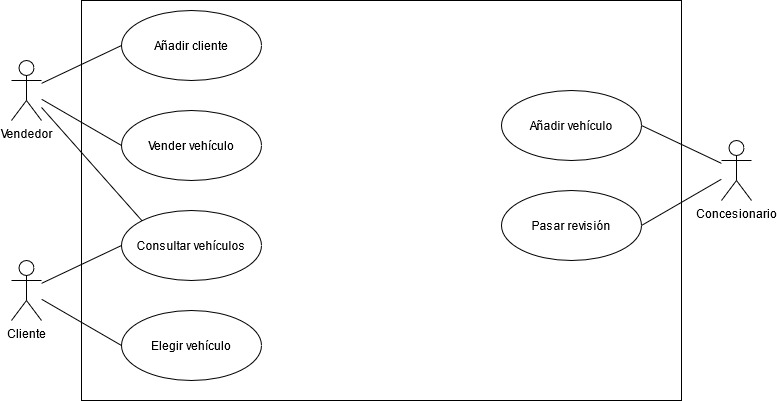 Añadir cliente
Vendedor
Vender vehículo
Añadir vehículo
Concesionario
Consultar vehículos
Pasar revisión
Cliente
Elegir vehículo